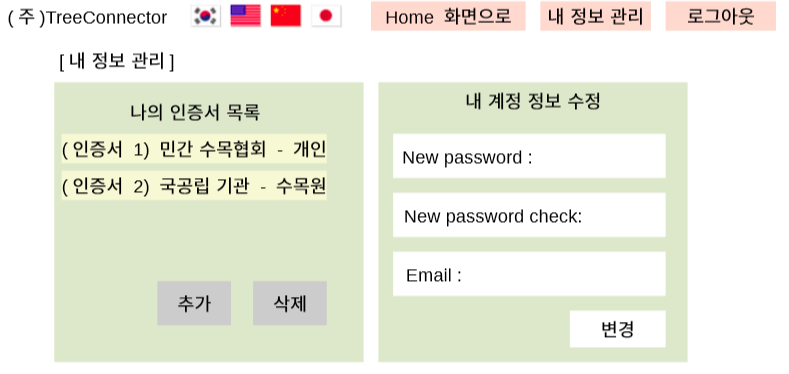 (주)TreeConnector Home 화면으로 내 정보 관리 로그아웃
[ 내 정보 관리 ]
나의 인증서 목록
(인증서 1) 민간 수목협회 - 개인
(인증서 2) 국공립 기관 - 수목원
추가 삭제
내 계정 정보 수정
New password :
New password check:
Email :
변경